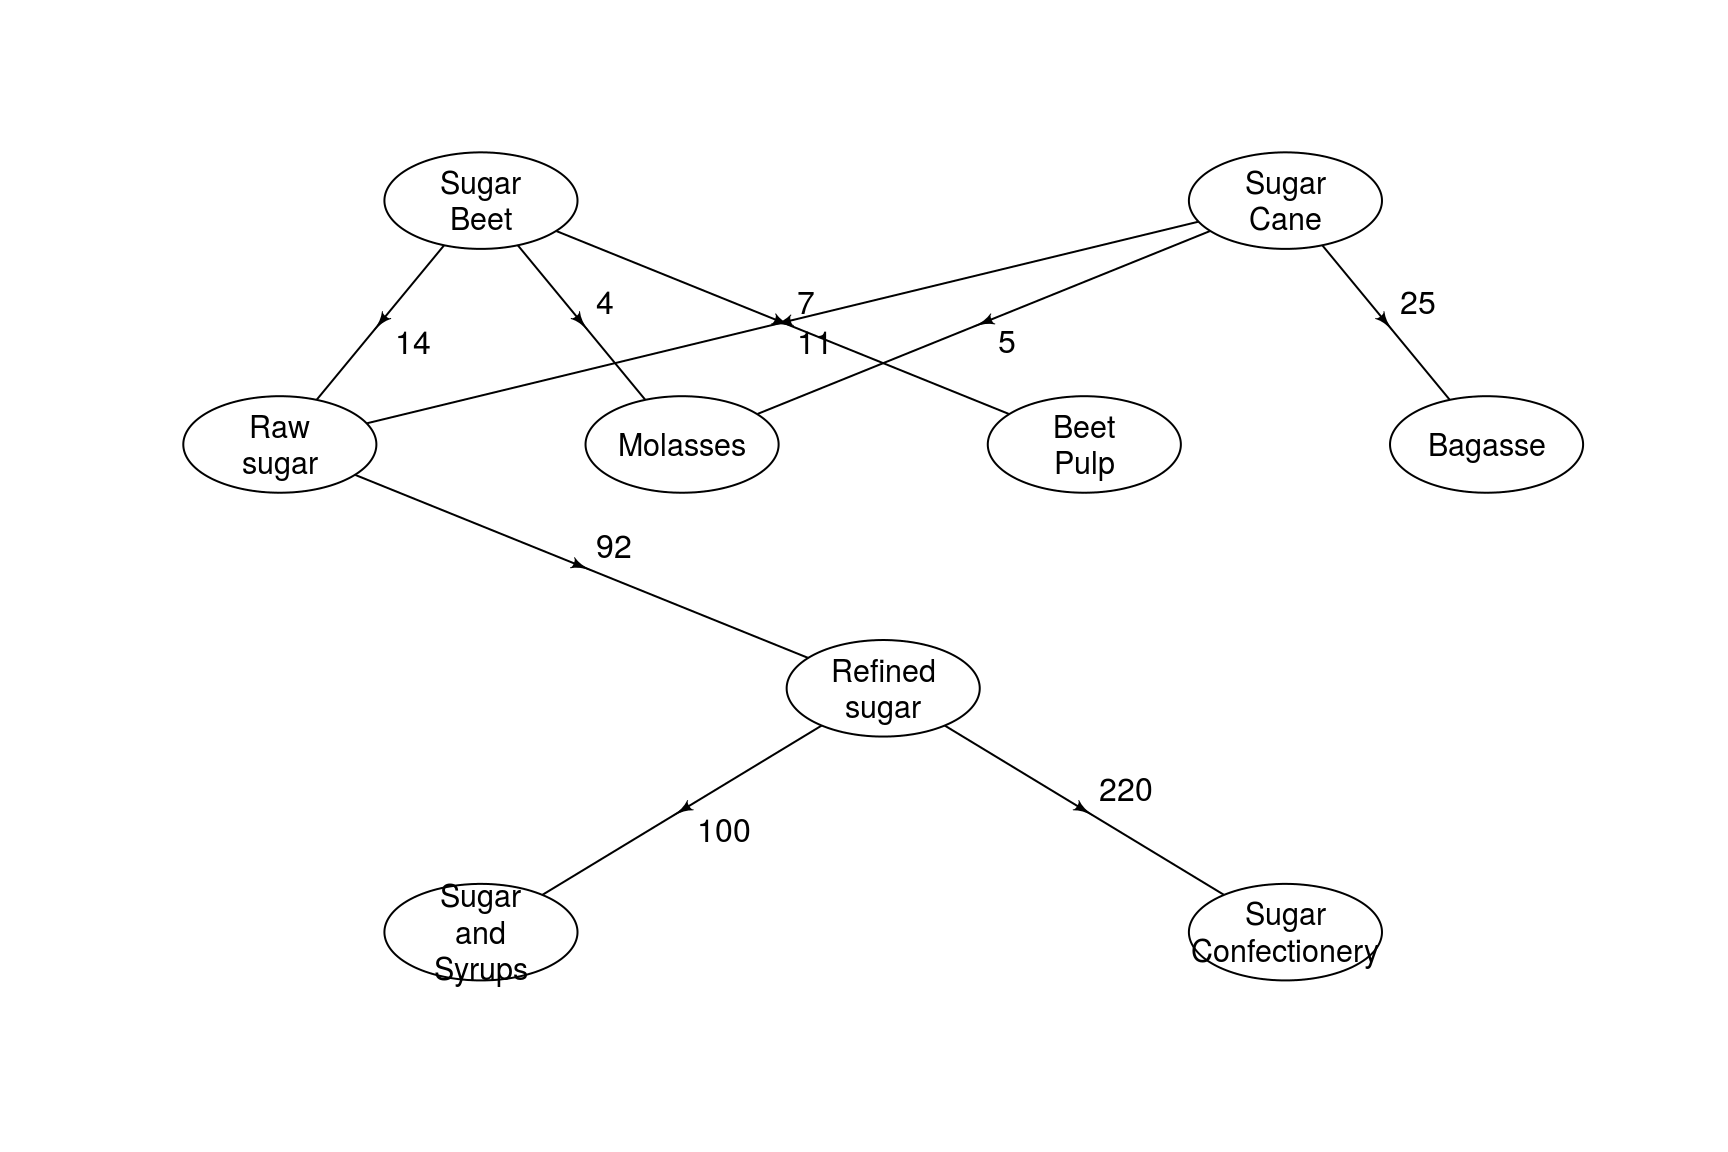 Sugar
Beet
Sugar
Cane
7
4
25
14
11
5
Raw
sugar
Molasses
Beet
Pulp
Bagasse
92
Refined
sugar
220
100
Sugar
and
Syrups
Sugar
Confectionery